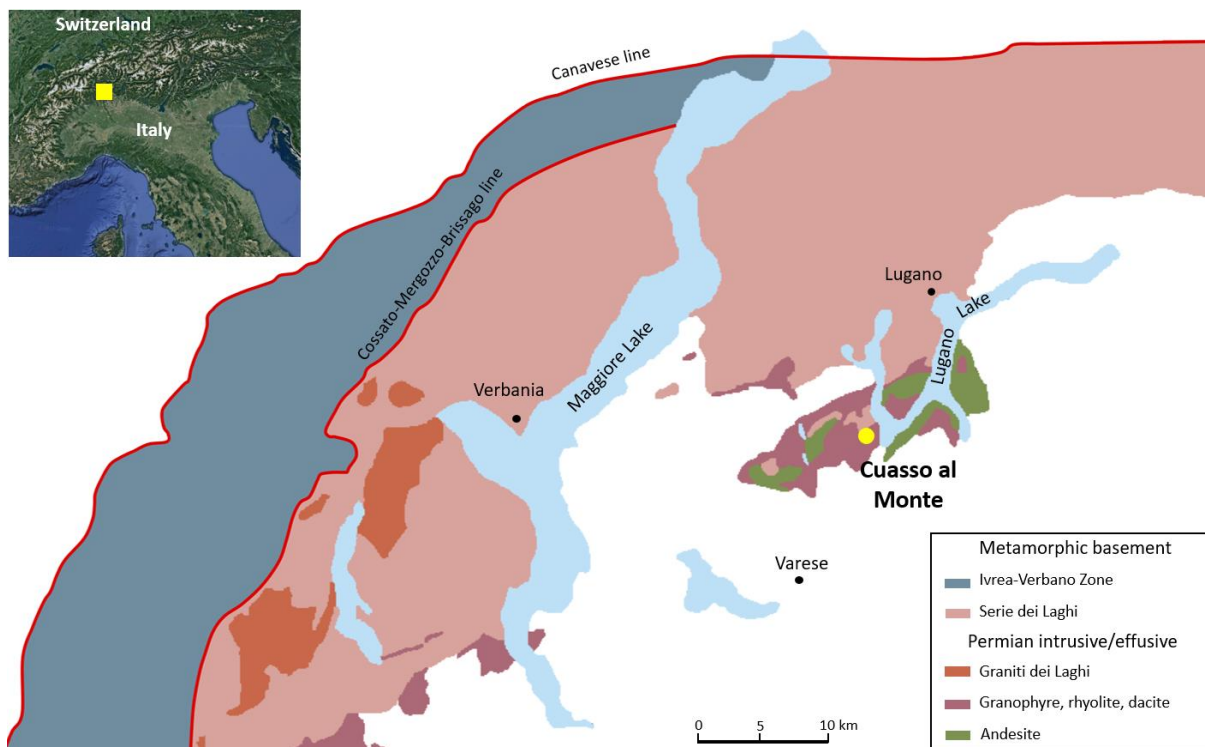 Switzerland
Italy
Canavese line
Cossato-Mergozzo-Brissago line
Maggiore Lake
Verbania
Lugano
Lugano Lake
Cuasso al
Monte
Varese
0 5 10 km
Metamorphic basement
Ivrea-Verbano Zone
Serie dei Laghi
Permian intrusive/effusive
Graniti dei Laghi
Granophyre, rhyolite, dacite
Andesite